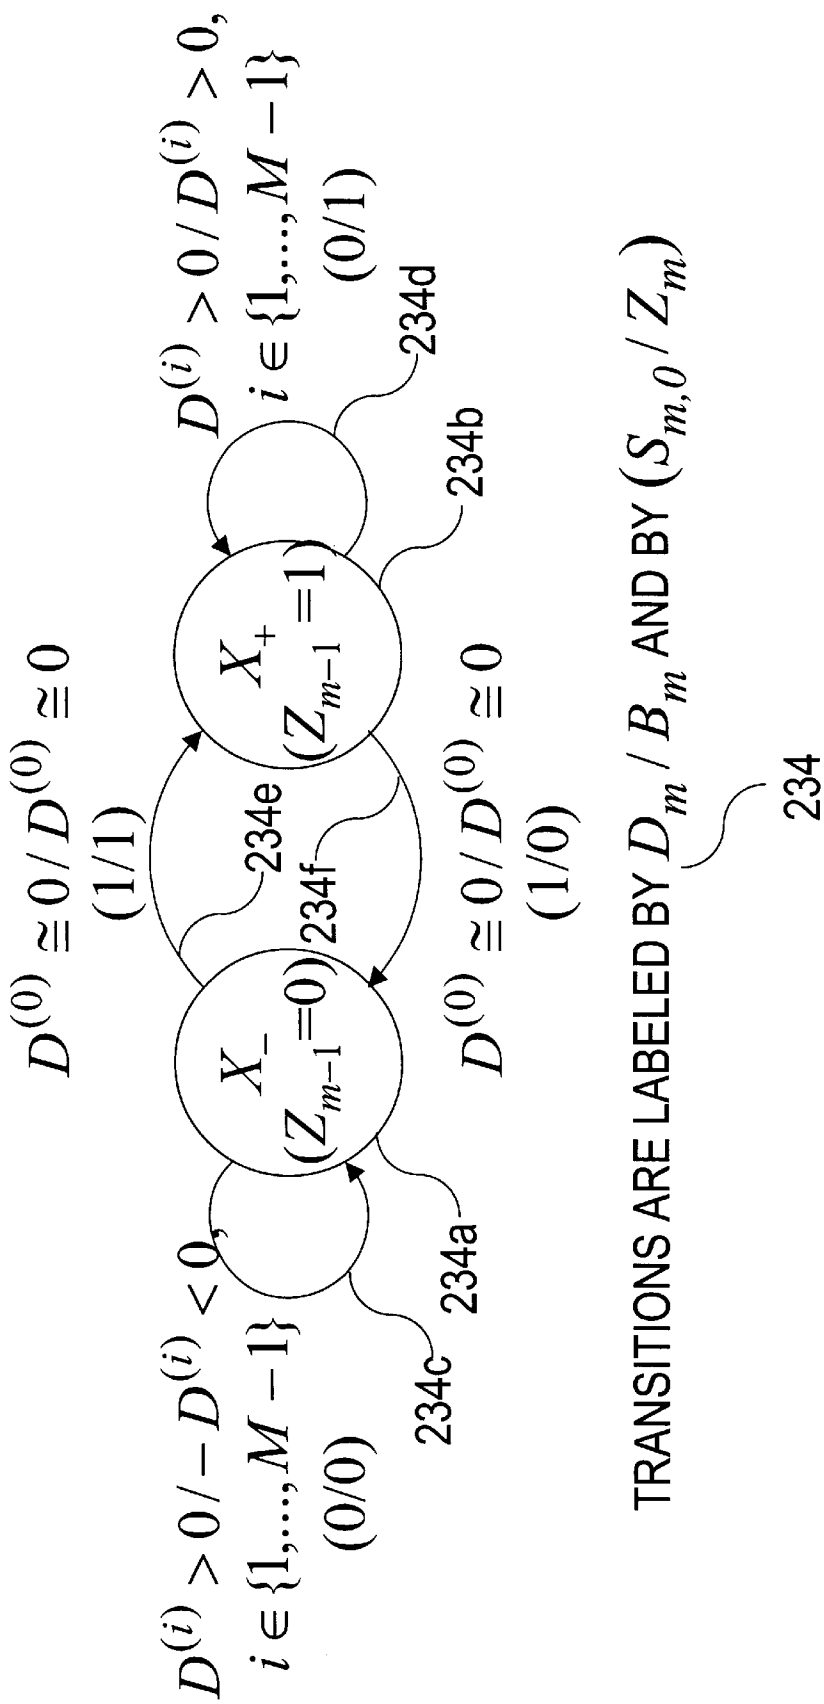 D^(0) ≅ 0 / D^(0) ≅ 0
(1/1)
D^(i) > 0 / − D^(i) < 0,
i ∈ {1,..., M − 1}
(0/0)
D^(i) > 0 / D^(i) > 0,
i ∈ {1,..., M − 1}
(0/1)
234e
X_−
(Z_{m−1} = 0)
X_+
(Z_{m−1} = 1)
234f
234c
234a
234b
234d
D^(0) ≅ 0 / D^(0) ≅ 0
(1/0)
TRANSITIONS ARE LABELED BY D_m / B_m AND BY (S_{m,0} / Z_m)
234